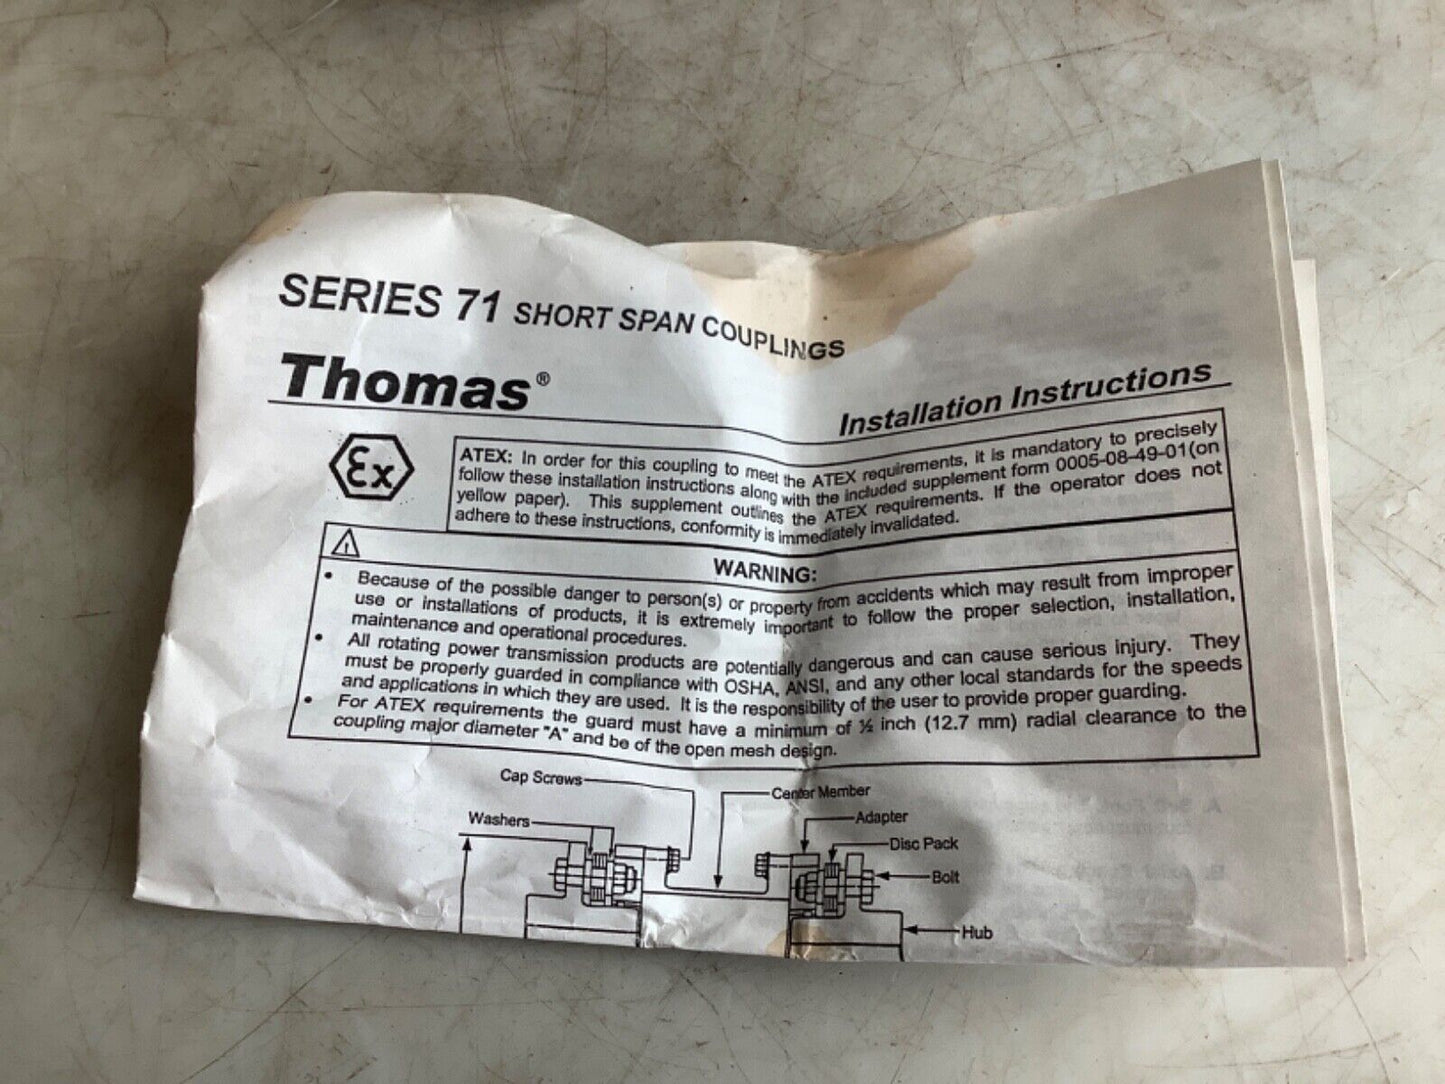 SERIES 71 SHORT SPAN COUPLINGS
Thomas®
Installation Instructions
Ex
ATEX: In order for this coupling to meet the ATEX requirements, it is mandatory to precisely
follow these installation instructions along with the included supplement form 0005-08-49-01(on
yellow paper). This supplement outlines the ATEX requirements. If the operator does not
adhere to these instructions, conformity is immediately invalidated.
WARNING:
• Because of the possible danger to person(s) or property from accidents which may result from improper
use or installations of products, it is extremely important to follow the proper selection, installation,
maintenance and operational procedures.
• All rotating power transmission products are potentially dangerous and can cause serious injury. They
must be properly guarded in compliance with OSHA, ANSI, and any other local standards for the speeds
and applications in which they are used. It is the responsibility of the user to provide proper guarding.
• For ATEX requirements the guard must have a minimum of ½ inch (12.7 mm) radial clearance to the
coupling major diameter "A" and be of the open mesh design.
Cap Screws
Center Member
Washers
Adapter
Disc Pack
Bolt
Hub